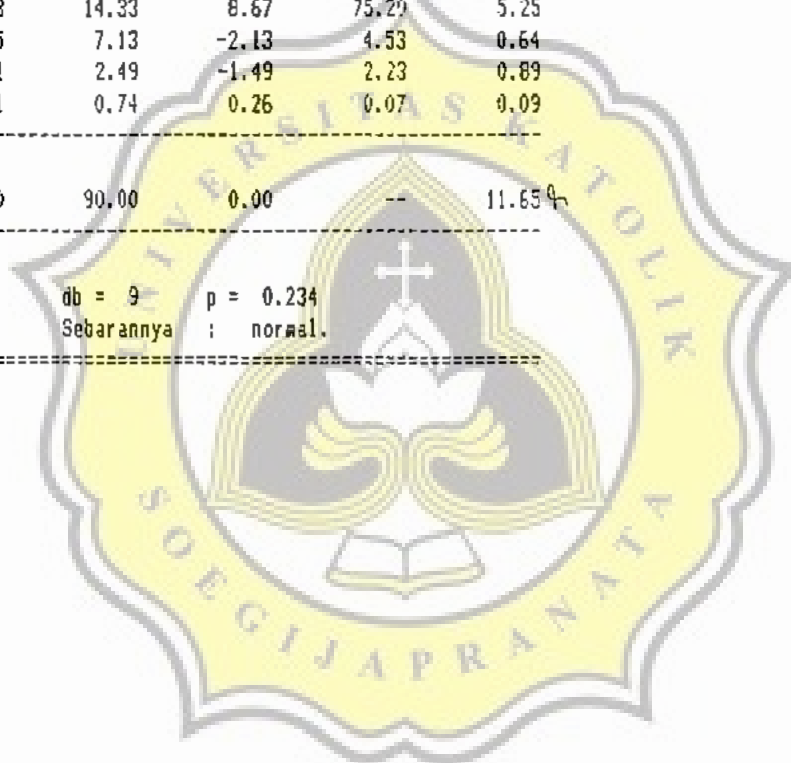 14.33 8.67 75.20 5.25
7.13 -2.13 4.53 0.64
2.49 -1.49 2.23 0.89
0.74 0.26 0.07 0.09
90.00 0.00 -- 11.65
db = 9 p = 0.234
Sebarannya : normal.
UNIVERSITAS KATOLIK
SOEGIJAPRANATA